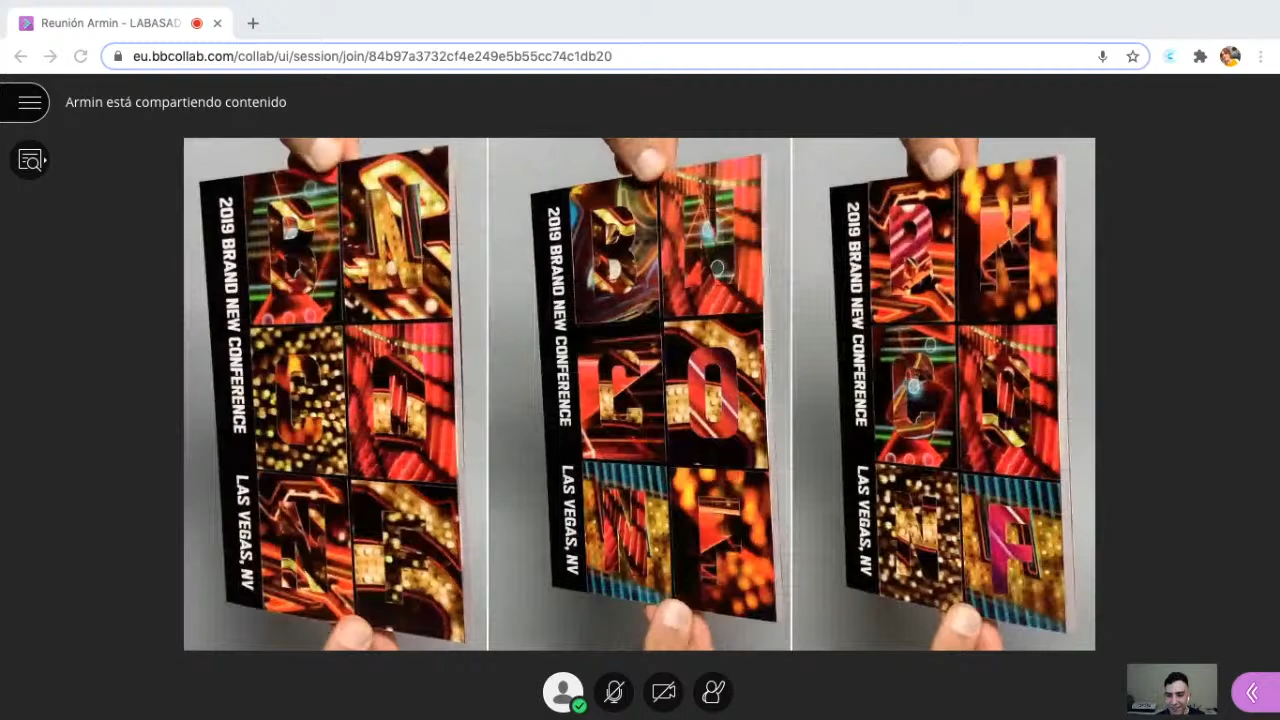 Reunión Armin - LABASAD
eu.bbcollab.com/collab/ui/session/join/84b97a3732cf4e249e5b55cc74c1db20
Armin está compartiendo contenido
2019 BRAND NEW CONFERENCE
LAS VEGAS, NV
B N
C O
N F
2019 BRAND NEW CONFERENCE
LAS VEGAS, NV
B N
C O
N F
2019 BRAND NEW CONFERENCE
LAS VEGAS, NV
B N
C O
N F